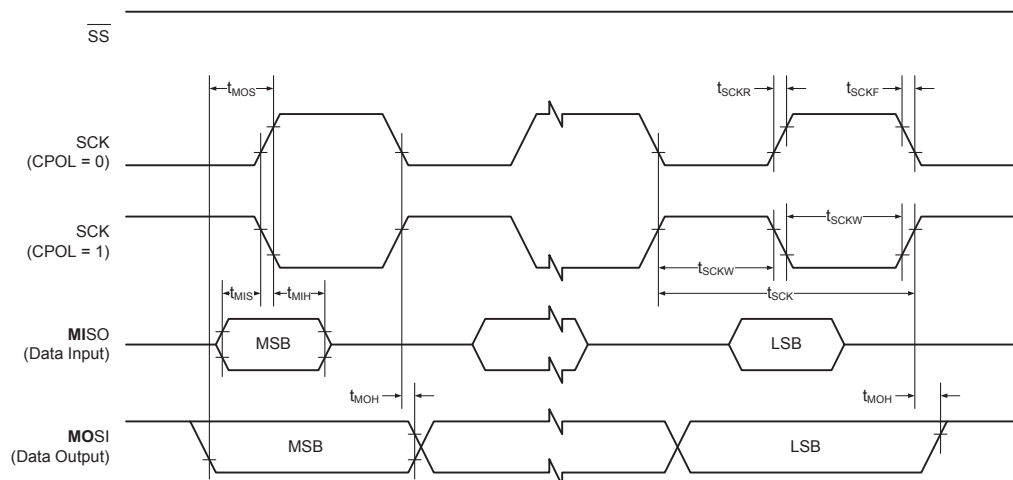 SS
tMOS
tSCKR
tSCKF
SCK
(CPOL = 0)
SCK
(CPOL = 1)
tSCKW
tSCKW
tSCK
tMIS
tMIH
MISO
(Data Input)
MSB
LSB
tMOH
tMOH
MOSI
(Data Output)
MSB
LSB